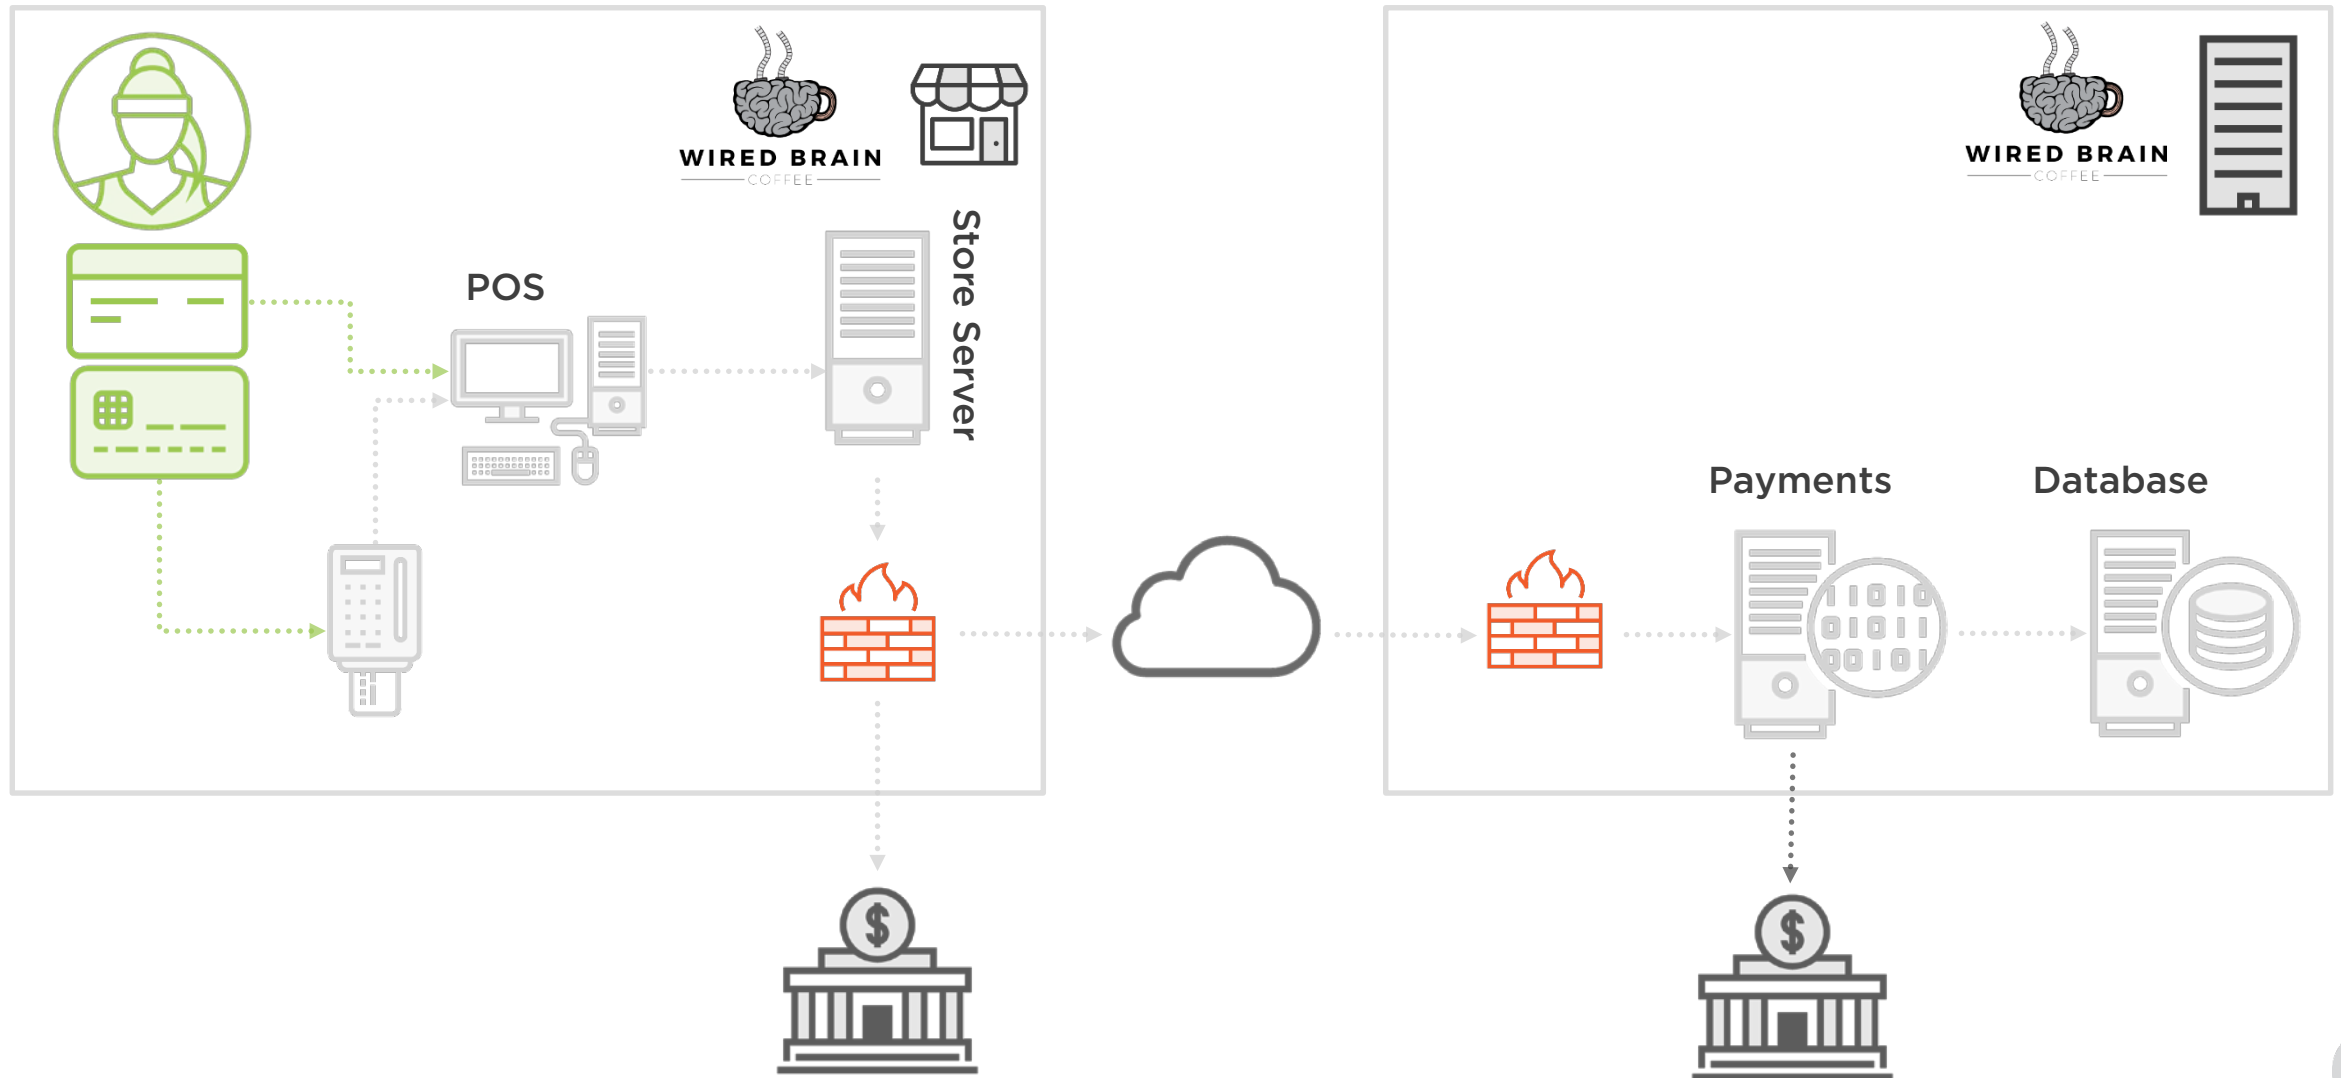 WIRED BRAIN
COFFEE
POS
Store Server
$
WIRED BRAIN
COFFEE
Payments
Database
$